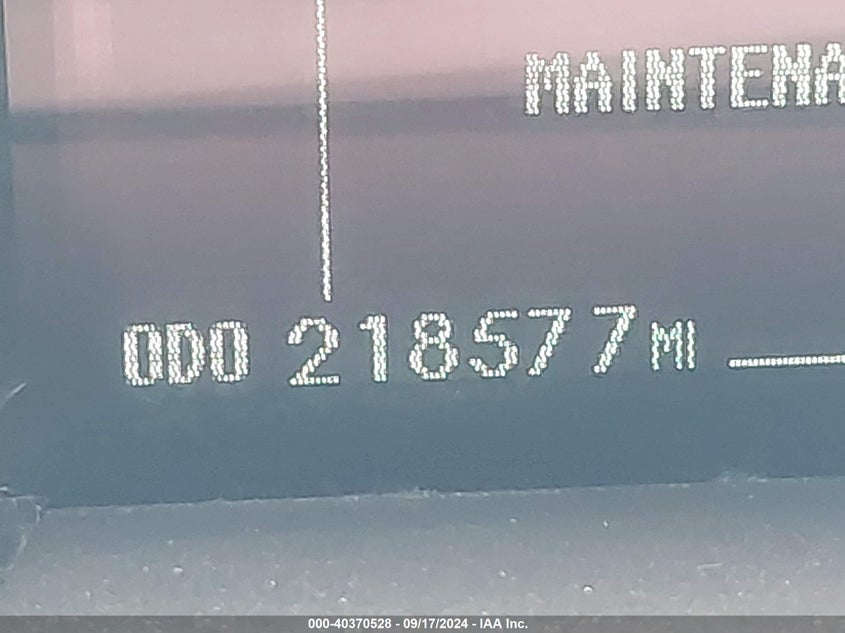 MAINTENA
ODO 218577 MI
000-40370528 - 09/17/2024 - IAA Inc.